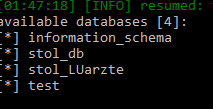 [01:47:18] [INFO] resumed:
available databases [4]:
[*] information_schema
[*] stol_db
[*] stol_LUarzte
[*] test